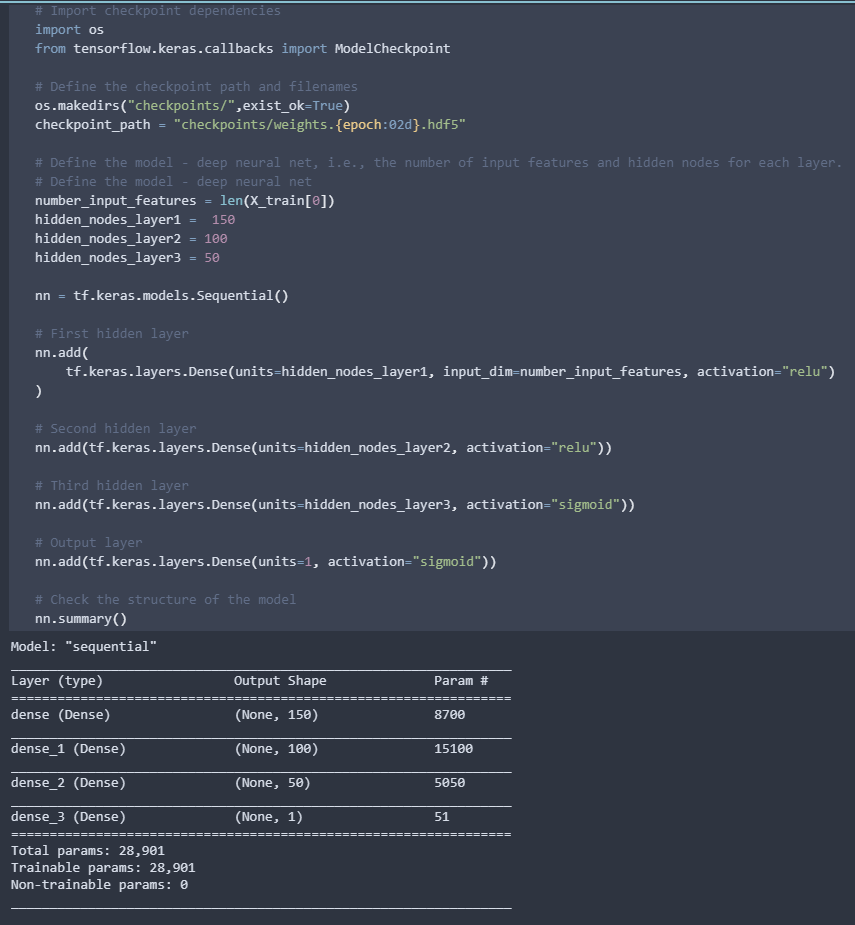 # Import checkpoint dependencies
import os
from tensorflow.keras.callbacks import ModelCheckpoint
# Define the checkpoint path and filenames
os.makedirs("checkpoints/",exist_ok=True)
checkpoint_path = "checkpoints/weights.{epoch:02d}.hdf5"
# Define the model - deep neural net, i.e., the number of input features and hidden nodes for each layer.
# Define the model - deep neural net
number_input_features = len(X_train[0])
hidden_nodes_layer1 =  150
hidden_nodes_layer2 = 100
hidden_nodes_layer3 = 50
nn = tf.keras.models.Sequential()
# First hidden layer
nn.add(
    tf.keras.layers.Dense(units=hidden_nodes_layer1, input_dim=number_input_features, activation="relu")
)
# Second hidden layer
nn.add(tf.keras.layers.Dense(units=hidden_nodes_layer2, activation="relu"))
# Third hidden layer
nn.add(tf.keras.layers.Dense(units=hidden_nodes_layer3, activation="sigmoid"))
# Output layer
nn.add(tf.keras.layers.Dense(units=1, activation="sigmoid"))
# Check the structure of the model
nn.summary()
Model: "sequential"
_________________________________________________________________
Layer (type)                 Output Shape              Param #
=================================================================
dense (Dense)                (None, 150)               8700
_________________________________________________________________
dense_1 (Dense)              (None, 100)               15100
_________________________________________________________________
dense_2 (Dense)              (None, 50)                5050
_________________________________________________________________
dense_3 (Dense)              (None, 1)                 51
=================================================================
Total params: 28,901
Trainable params: 28,901
Non-trainable params: 0
_________________________________________________________________